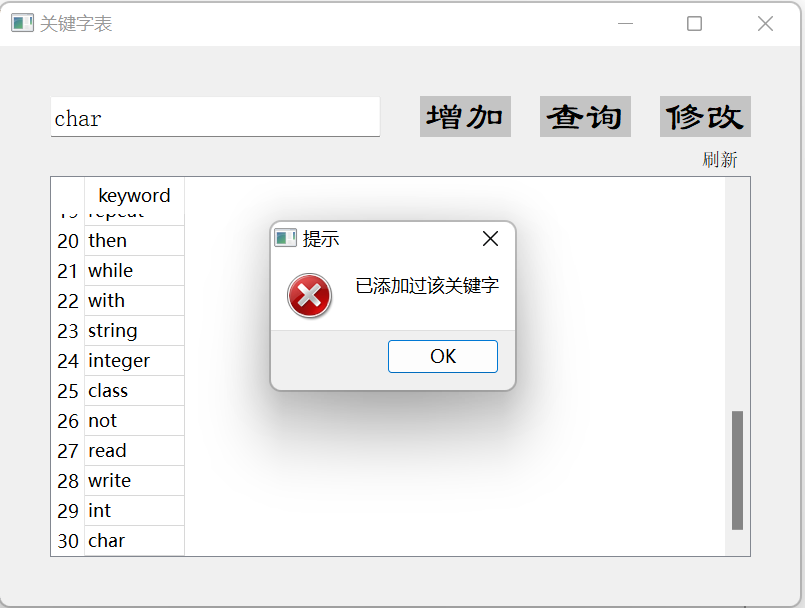 关键字表
char
增加 查询 修改
刷新
keyword
19 repeat
20 then
21 while
22 with
23 string
24 integer
25 class
26 not
27 read
28 write
29 int
30 char
提示
已添加过该关键字
OK